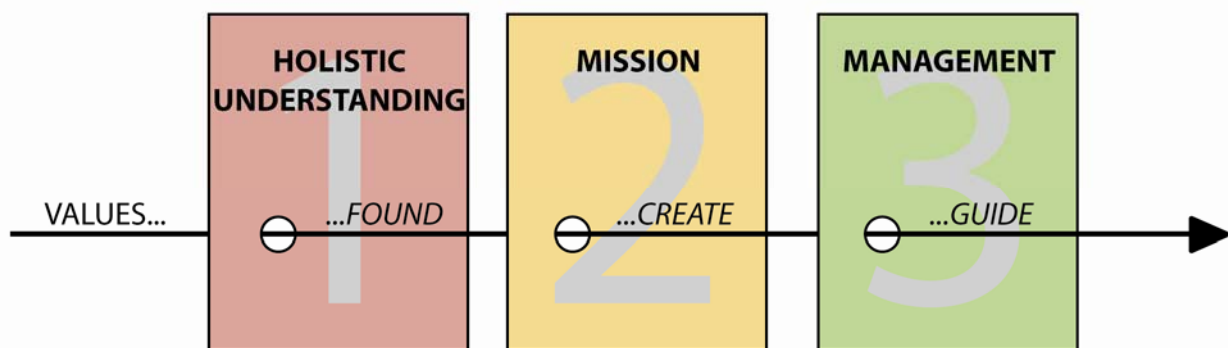 HOLISTIC
UNDERSTANDING
1
MISSION
2
MANAGEMENT
3
VALUES...
...FOUND
...CREATE
...GUIDE